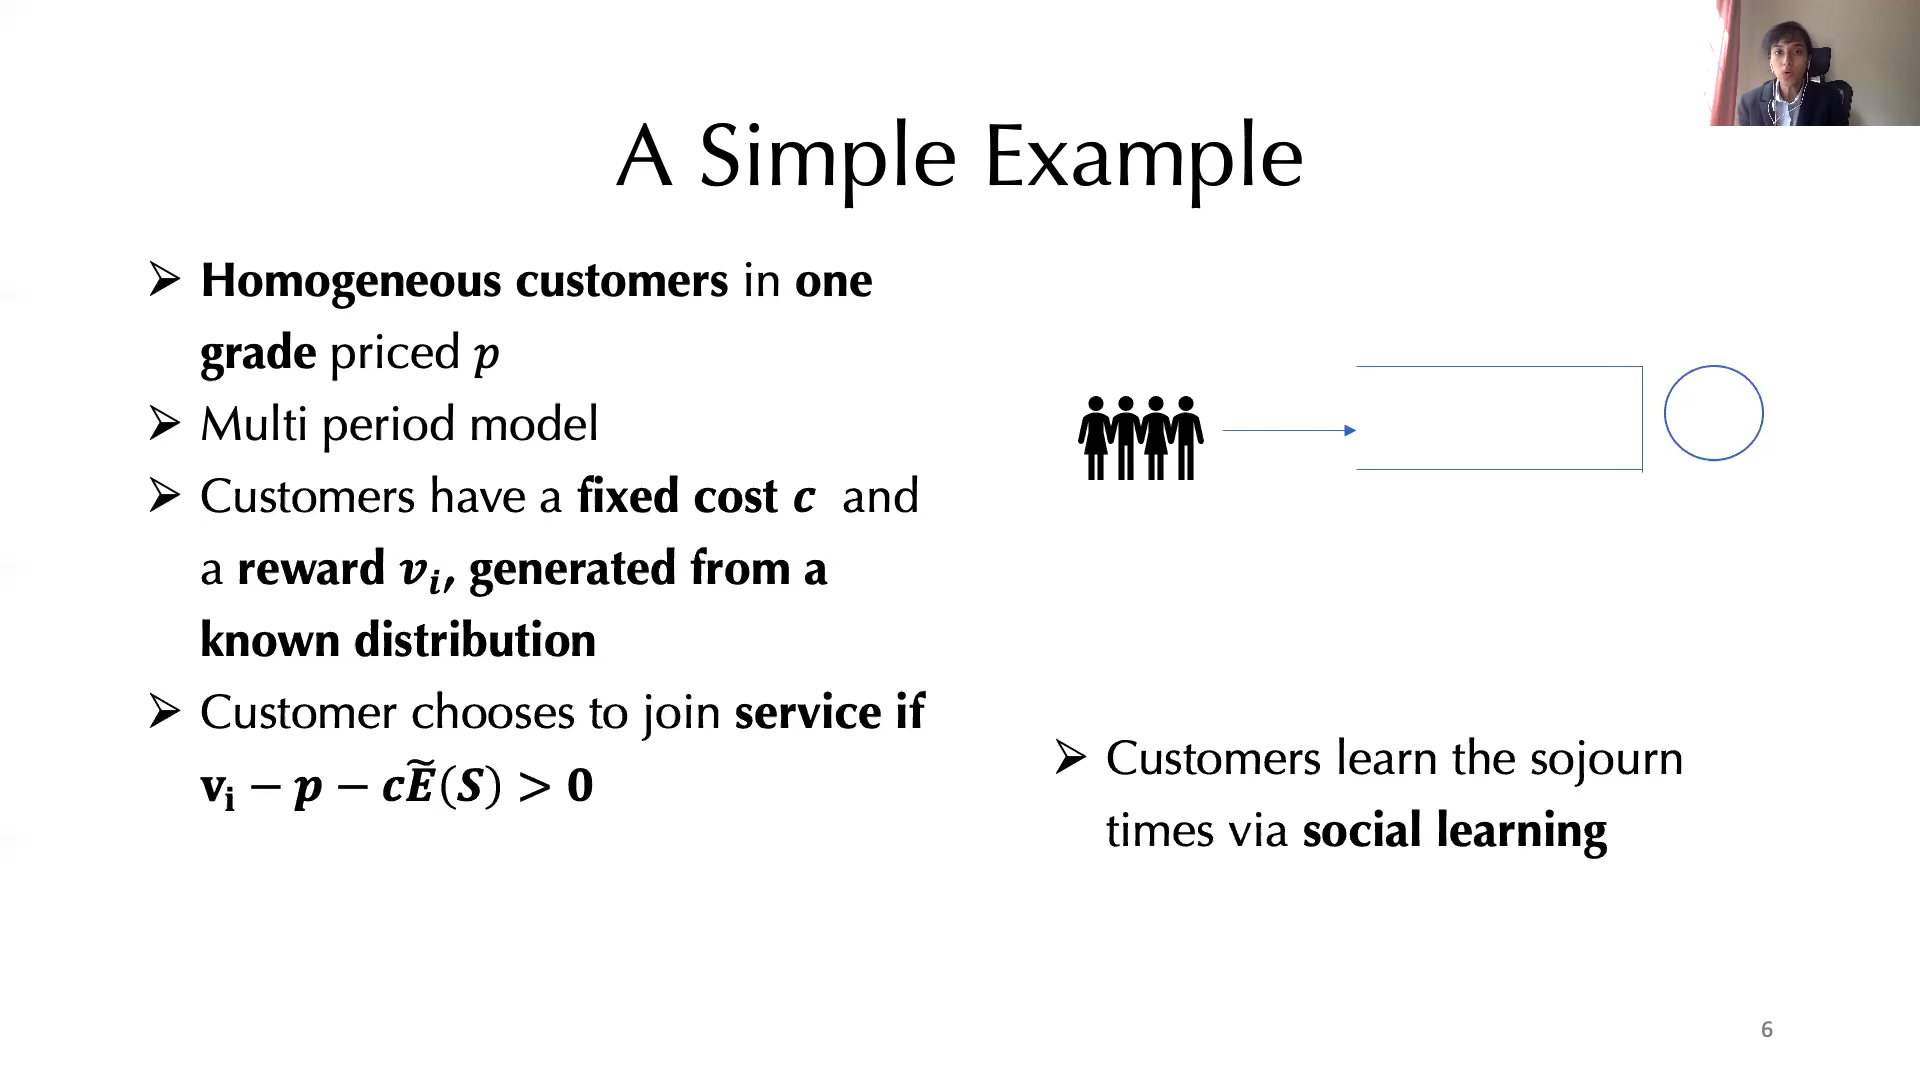 A Simple Example
➢ Homogeneous customers in one
grade priced p
➢ Multi period model
➢ Customers have a fixed cost c and
a reward vᵢ, generated from a
known distribution
➢ Customer chooses to join service if
vᵢ − p − cẼ(S) > 0
➢ Customers learn the sojourn
times via social learning
6